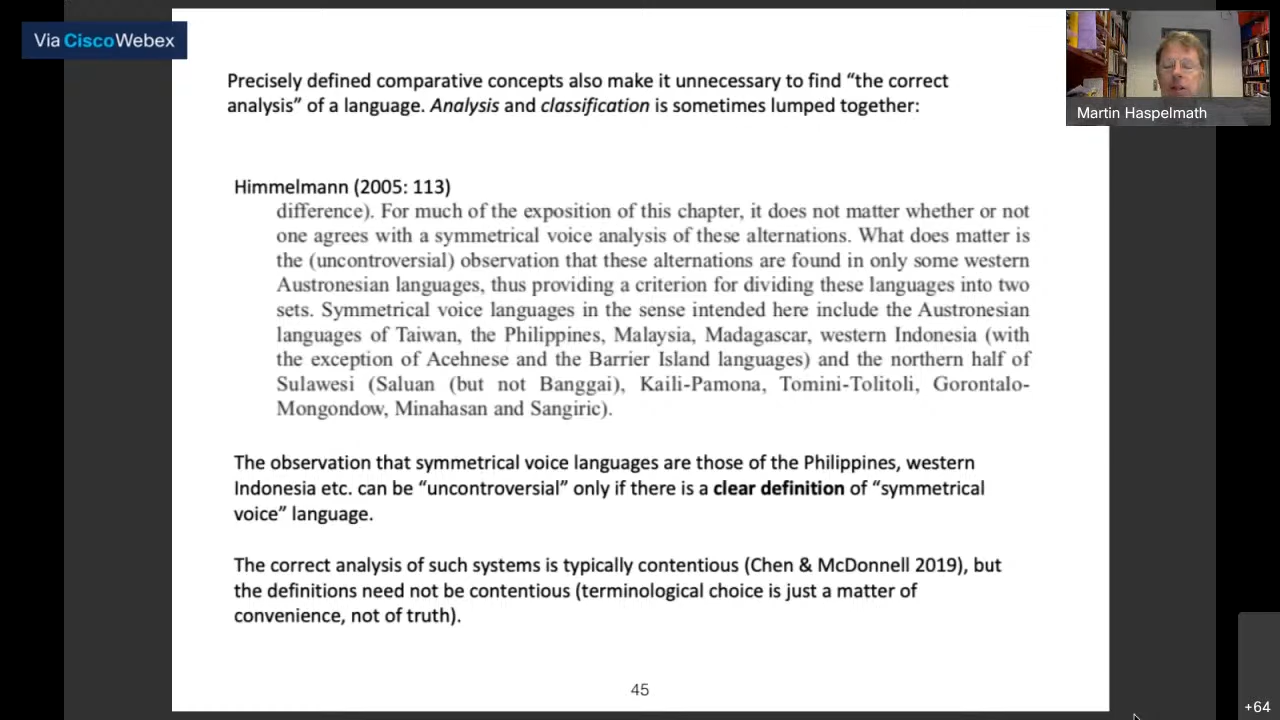 Via CiscoWebex
Martin Haspelmath
Precisely defined comparative concepts also make it unnecessary to find “the correct
analysis” of a language. Analysis and classification is sometimes lumped together:
Himmelmann (2005: 113)
difference). For much of the exposition of this chapter, it does not matter whether or not
one agrees with a symmetrical voice analysis of these alternations. What does matter is
the (uncontroversial) observation that these alternations are found in only some western
Austronesian languages, thus providing a criterion for dividing these languages into two
sets. Symmetrical voice languages in the sense intended here include the Austronesian
languages of Taiwan, the Philippines, Malaysia, Madagascar, western Indonesia (with
the exception of Acehnese and the Barrier Island languages) and the northern half of
Sulawesi (Saluan (but not Banggai), Kaili-Pamona, Tomini-Tolitoli, Gorontalo-
Mongondow, Minahasan and Sangiric).
The observation that symmetrical voice languages are those of the Philippines, western
Indonesia etc. can be “uncontroversial” only if there is a clear definition of “symmetrical
voice” language.
The correct analysis of such systems is typically contentious (Chen & McDonnell 2019), but
the definitions need not be contentious (terminological choice is just a matter of
convenience, not of truth).
45
+64